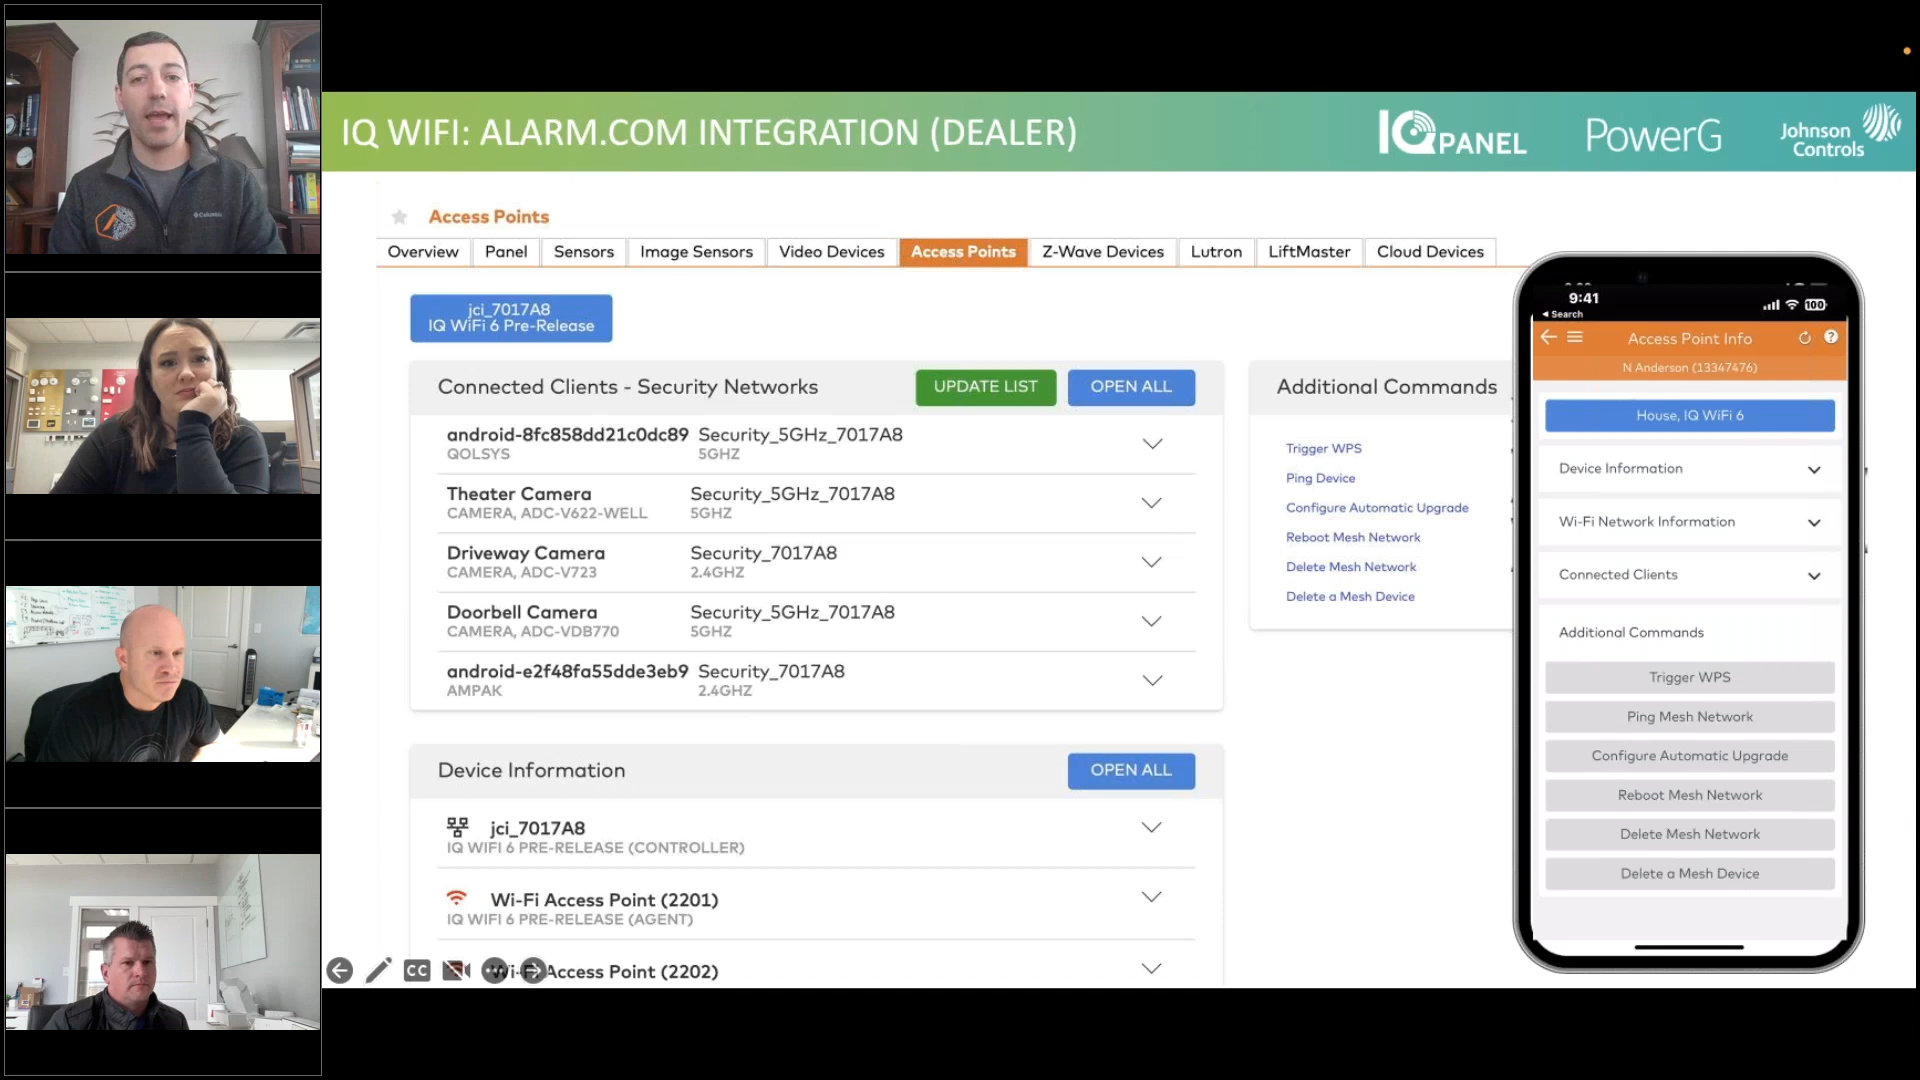 IQ WIFI: ALARM.COM INTEGRATION (DEALER)
IQ PANEL
PowerG
Johnson
Controls
Access Points
Overview
Panel
Sensors
Image Sensors
Video Devices
Access Points
Z-Wave Devices
Lutron
LiftMaster
Cloud Devices
jci_7017A8
IQ WiFi 6 Pre-Release
Connected Clients - Security Networks
UPDATE LIST
OPEN ALL
android-8fc858dd21c0dc89 Security_5GHz_7017A8
QOLSYS 5GHZ
Theater Camera Security_5GHz_7017A8
CAMERA, ADC-V622-WELL 5GHZ
Driveway Camera Security_7017A8
CAMERA, ADC-V723 2.4GHZ
Doorbell Camera Security_5GHz_7017A8
CAMERA, ADC-VDB770 5GHZ
android-e2f48fa55dde3eb9 Security_7017A8
AMPAK 2.4GHZ
Additional Commands
Trigger WPS
Ping Device
Configure Automatic Upgrade
Reboot Mesh Network
Delete Mesh Network
Delete a Mesh Device
Device Information
OPEN ALL
jci_7017A8
IQ WIFI 6 PRE-RELEASE (CONTROLLER)
Wi-Fi Access Point (2201)
IQ WIFI 6 PRE-RELEASE (AGENT)
Wi-Fi Access Point (2202)
CC
9:41
100
Search
Access Point Info
?
N Anderson (13347476)
House, IQ WiFi 6
Device Information
Wi-Fi Network Information
Connected Clients
Additional Commands
Trigger WPS
Ping Mesh Network
Configure Automatic Upgrade
Reboot Mesh Network
Delete Mesh Network
Delete a Mesh Device
Columbia